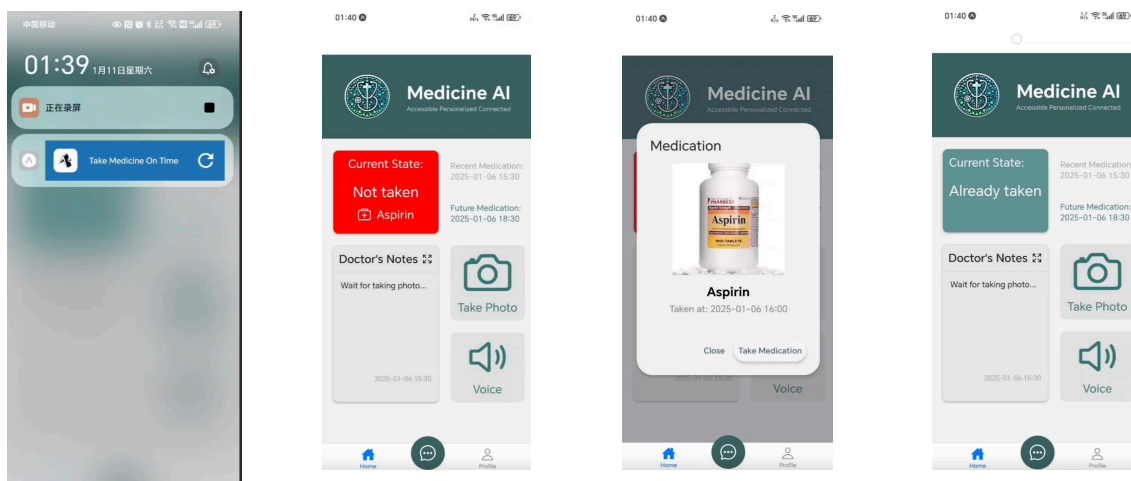 中国移动
01:39 1月11日星期六
正在录屏
Take Medicine On Time
01:40
Medicine AI
Accessible Personalized Connected
Current State:
Not taken
Aspirin
Recent Medication:
2025-01-06 15:30
Future Medication:
2025-01-06 18:30
Doctor's Notes
Wait for taking photo...
2025-01-06 15:30
Take Photo
Voice
Home
Profile
01:40
Medicine AI
Accessible Personalized Connected
Medication
Aspirin
Aspirin
Taken at: 2025-01-06 16:00
Close
Take Medication
2025-01-06 15:30
Voice
Home
Profile
01:40
Medicine AI
Accessible Personalized Connected
Current State:
Already taken
Recent Medication:
2025-01-06 15:30
Future Medication:
2025-01-06 18:30
Doctor's Notes
Wait for taking photo...
2025-01-06 15:30
Take Photo
Voice
Home
Profile